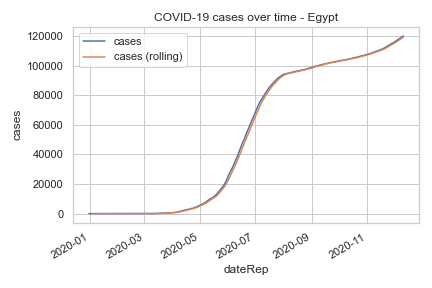 COVID-19 cases over time - Egypt
cases
cases (rolling)
120000
100000
80000
60000
40000
20000
0
cases
2020-01
2020-03
2020-05
2020-07
2020-09
2020-11
dateRep